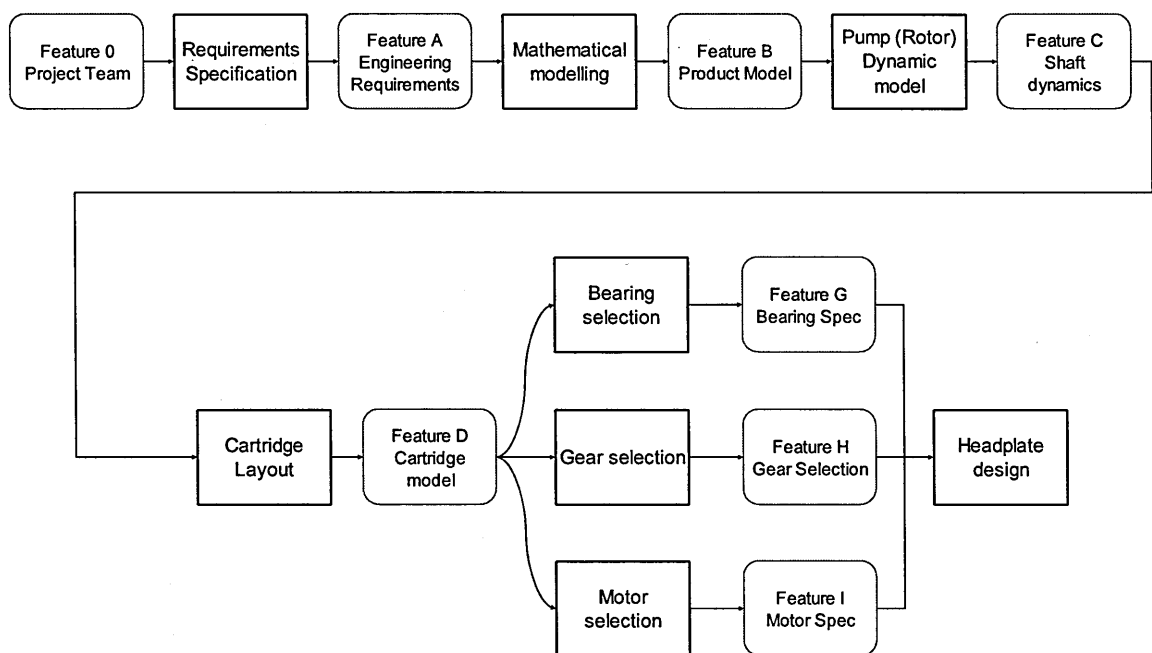 Feature 0
Project Team
Requirements
Specification
Feature A
Engineering
Requirements
Mathematical
modelling
Feature B
Product Model
Pump (Rotor)
Dynamic
model
Feature C
Shaft
dynamics
Cartridge
Layout
Feature D
Cartridge
model
Bearing
selection
Feature G
Bearing Spec
Gear selection
Feature H
Gear Selection
Motor
selection
Feature I
Motor Spec
Headplate
design